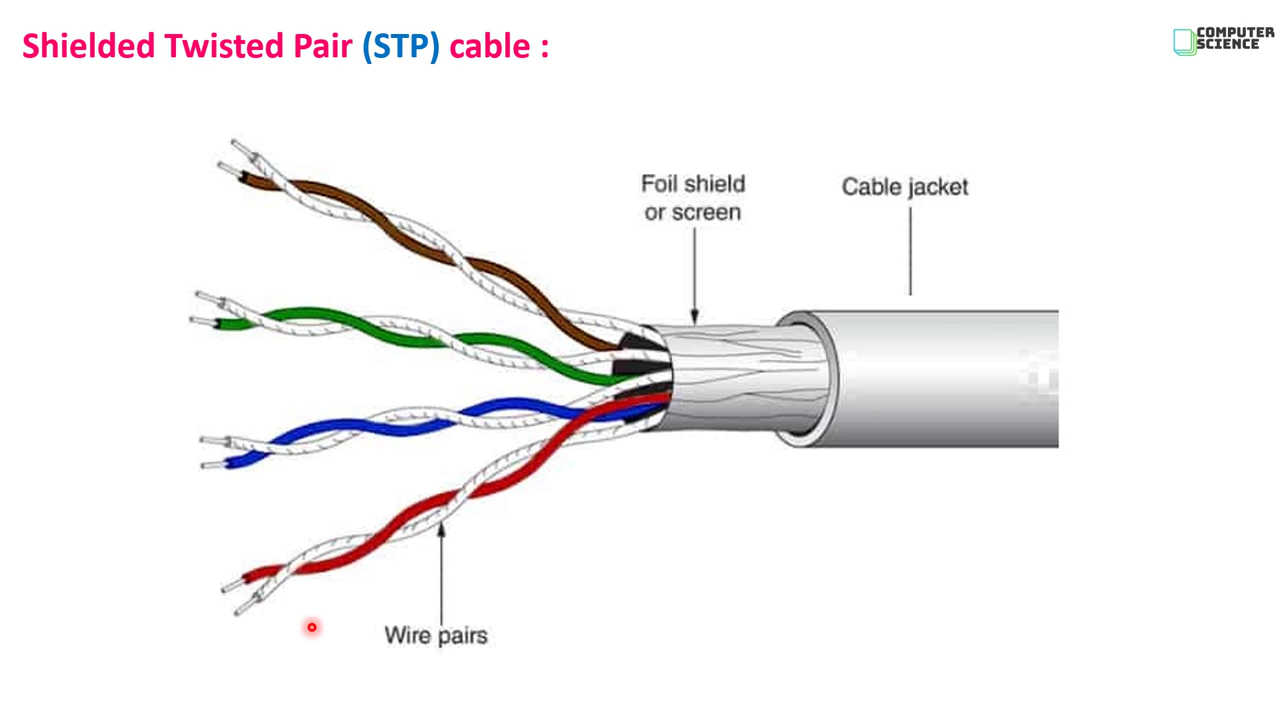 Shielded Twisted Pair (STP) cable :
COMPUTER
SCIENCE
Foil shield
or screen
Cable jacket
Wire pairs